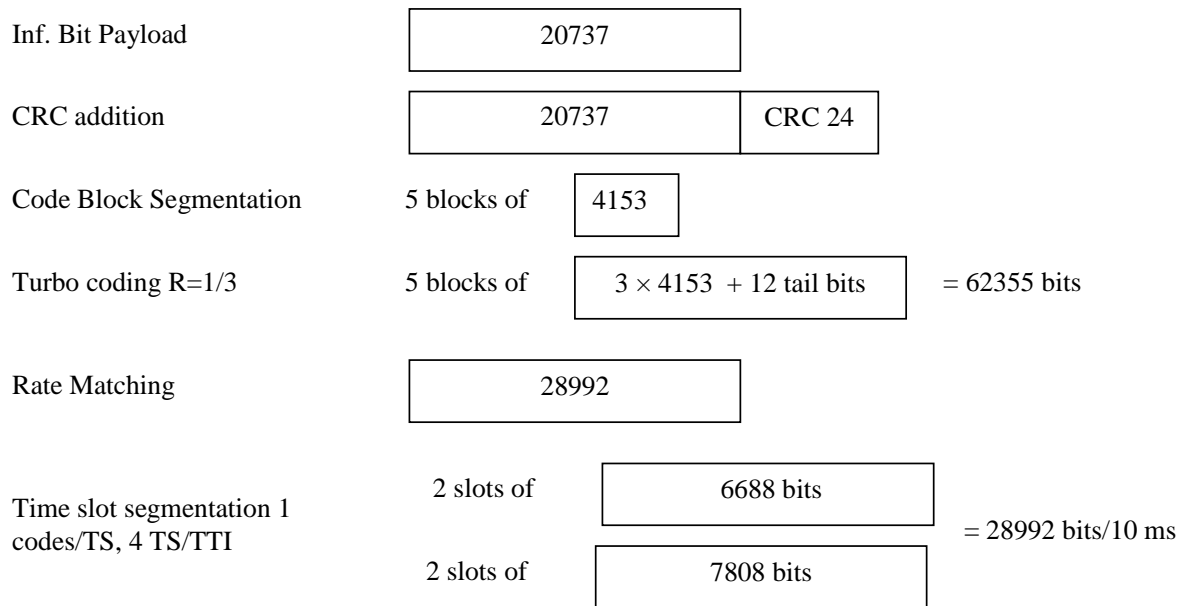 Inf. Bit Payload 20737
CRC addition 20737 CRC 24
Code Block Segmentation 5 blocks of 4153
Turbo coding R=1/3 5 blocks of 3 × 4153 + 12 tail bits = 62355 bits
Rate Matching 28992
Time slot segmentation 1
codes/TS, 4 TS/TTI
2 slots of 6688 bits
= 28992 bits/10 ms
2 slots of 7808 bits